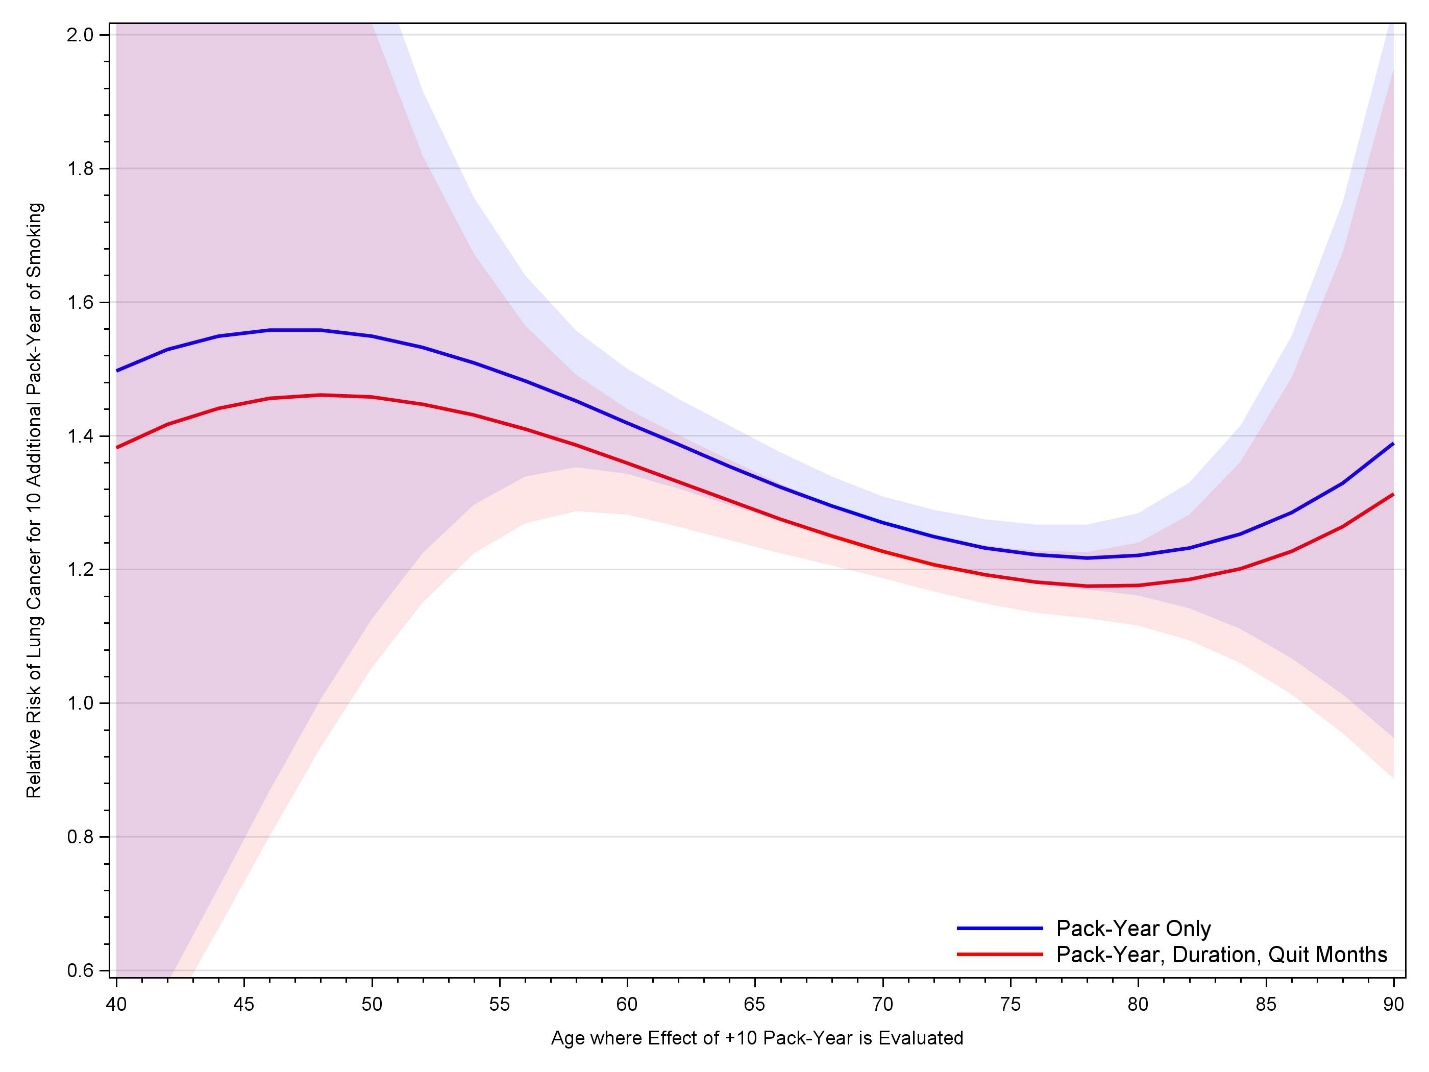 Relative Risk of Lung Cancer for 10 Additional Pack-Year of Smoking
2.0
1.8
1.6
1.4
1.2
1.0
0.8
0.6
Pack-Year Only
Pack-Year, Duration, Quit Months
40 45 50 55 60 65 70 75 80 85 90
Age where Effect of +10 Pack-Year is Evaluated